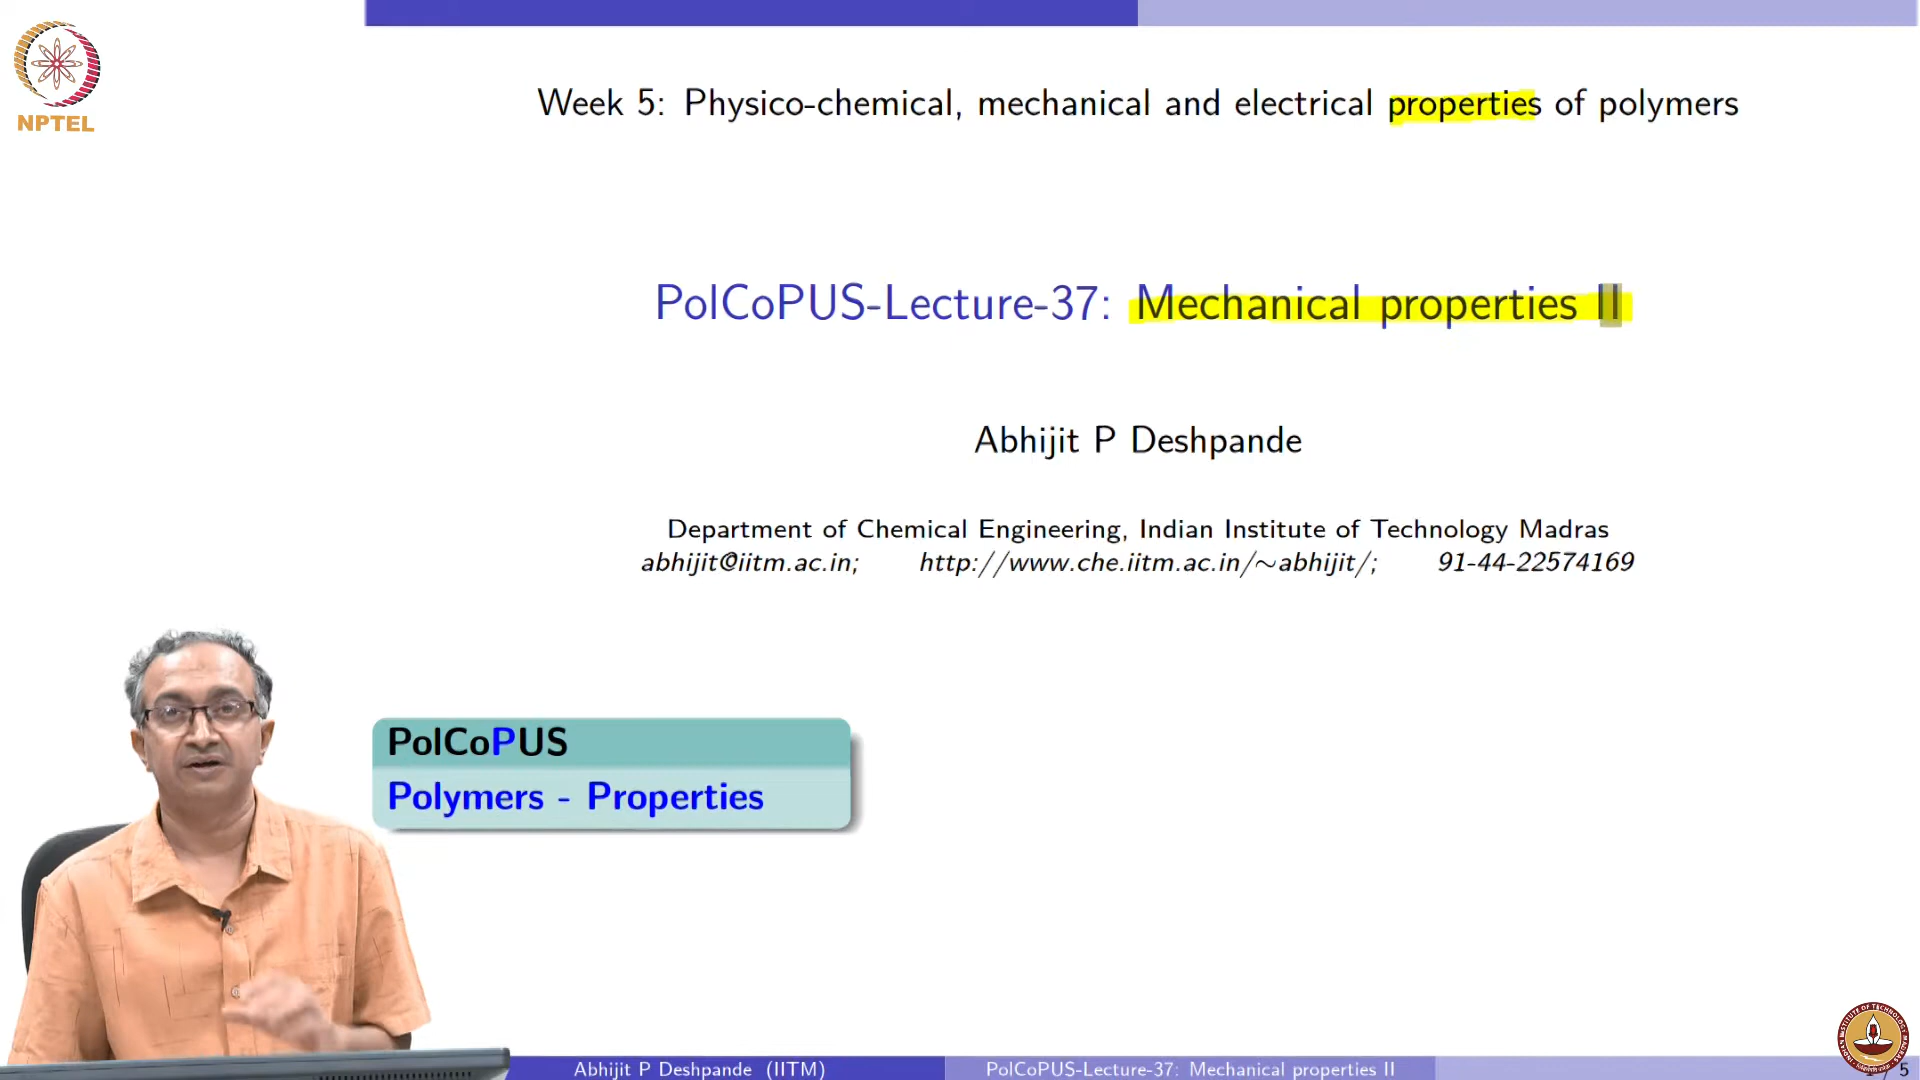 NPTEL
Week 5: Physico-chemical, mechanical and electrical properties of polymers
PolCoPUS-Lecture-37: Mechanical properties II
Abhijit P Deshpande
Department of Chemical Engineering, Indian Institute of Technology Madras
abhijit@iitm.ac.in; http://www.che.iitm.ac.in/~abhijit/; 91-44-22574169
PolCoPUS
Polymers - Properties
Abhijit P Deshpande (IITM) PolCoPUS-Lecture-37: Mechanical properties II / 5